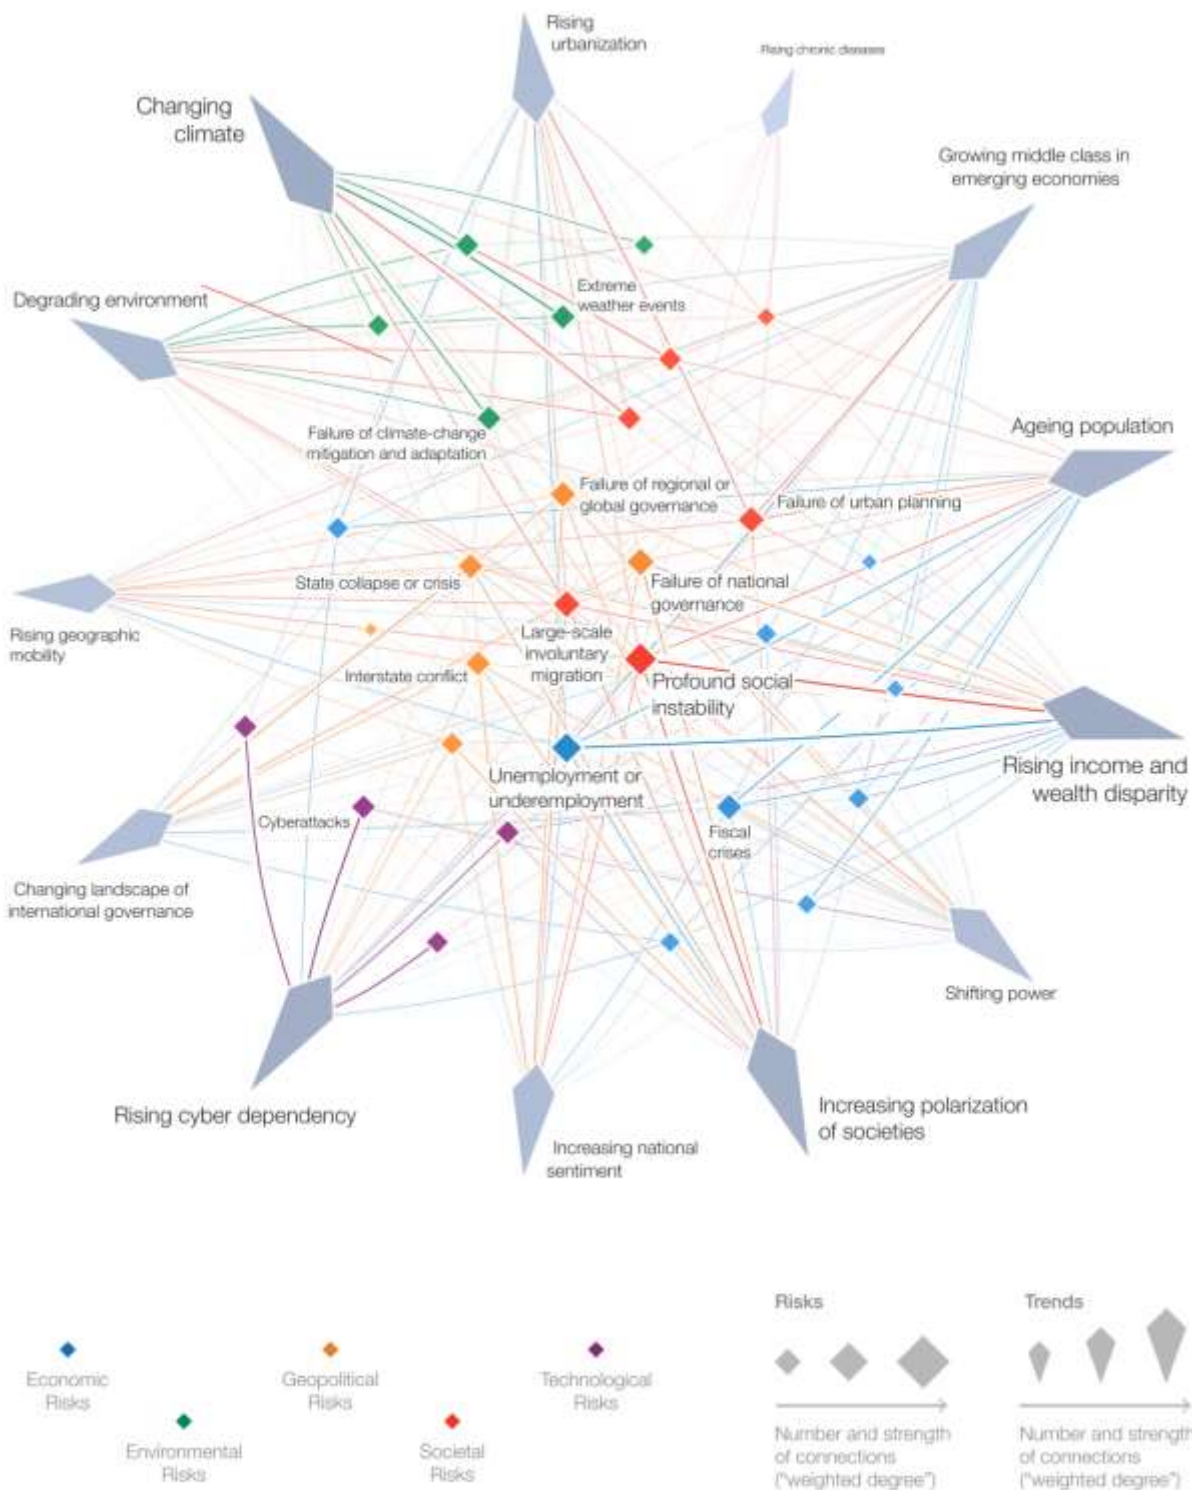 Rising
urbanization
Rising chronic diseases
Changing
climate
Growing middle class in
emerging economies
Degrading environment
Extreme
weather events
Ageing population
Failure of climate-change
mitigation and adaptation
Failure of regional or
global governance
Failure of urban planning
State collapse or crisis
Failure of national
governance
Rising geographic
mobility
Large-scale
involuntary
migration
Interstate conflict
Profound social
instability
Unemployment or
underemployment
Rising income and
wealth disparity
Cyberattacks
Fiscal
crises
Changing landscape of
international governance
Shifting power
Rising cyber dependency
Increasing polarization
of societies
Increasing national
sentiment
Risks
Trends
Economic
Risks
Geopolitical
Risks
Technological
Risks
Environmental
Risks
Societal
Risks
Number and strength
of connections
("weighted degree")
Number and strength
of connections
("weighted degree")